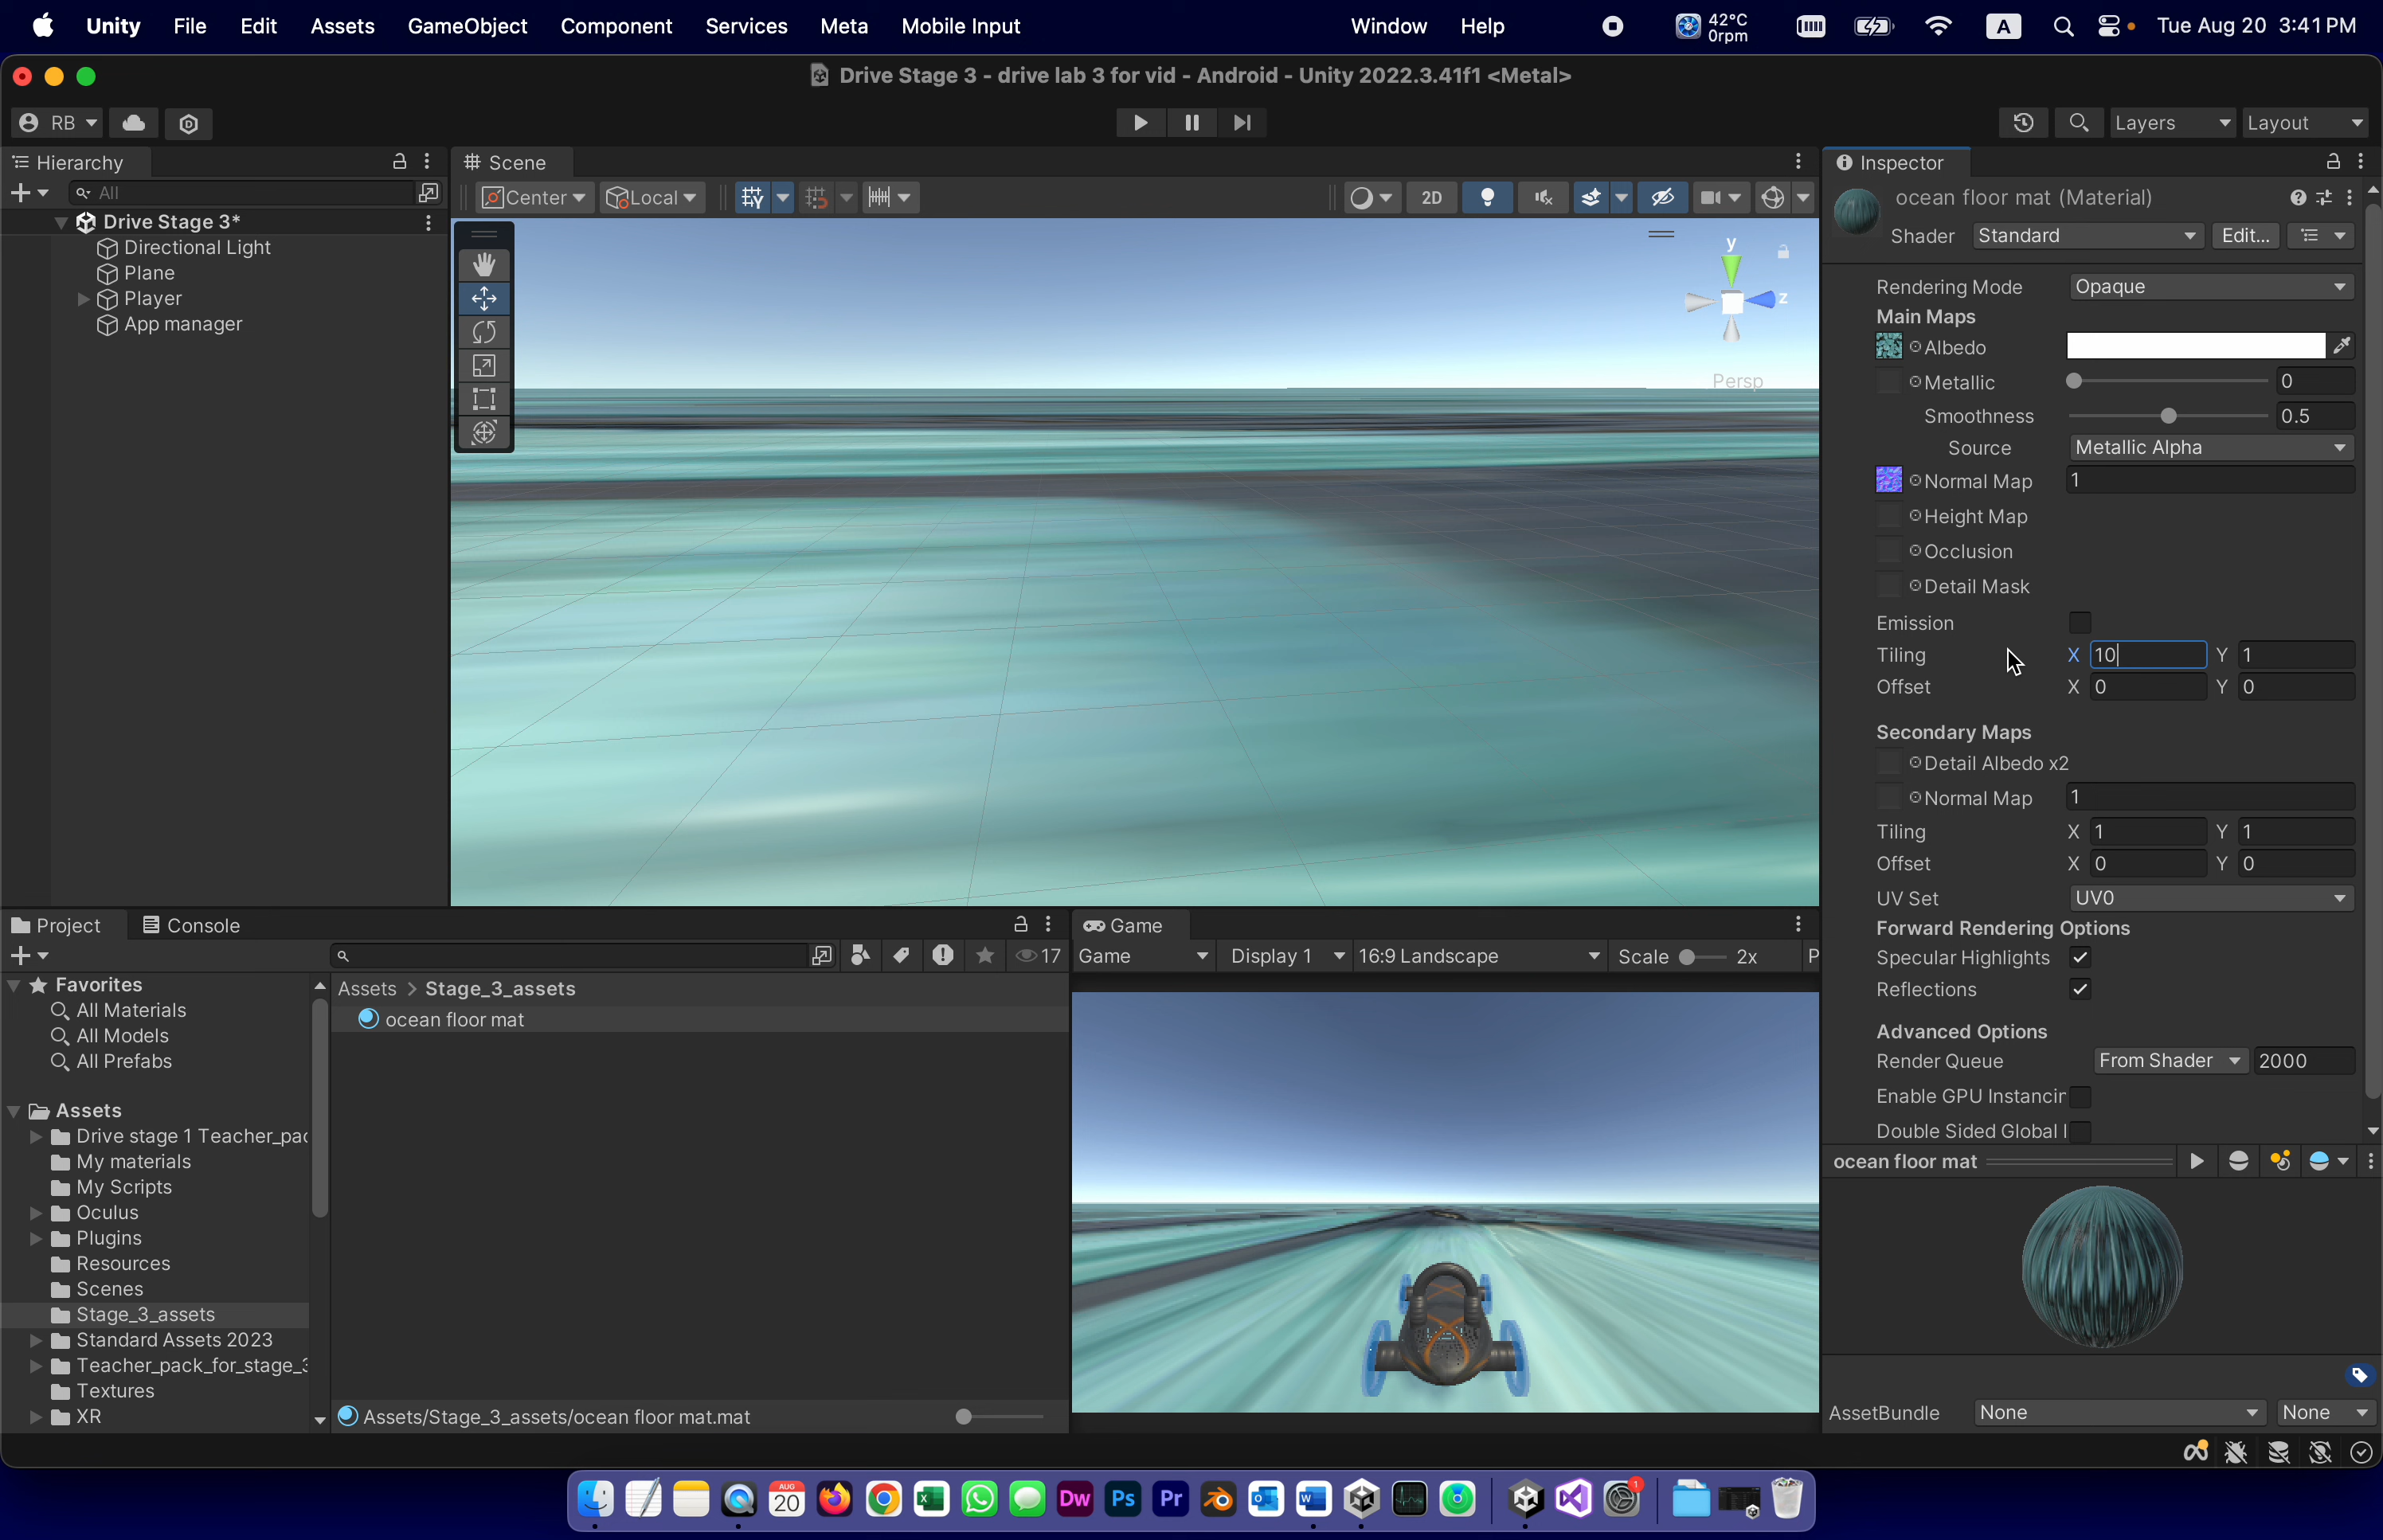 Unity File Edit Assets GameObject Component Services Meta Mobile Input Window Help 42°C 0rpm A Tue Aug 20 3:41 PM
Drive Stage 3 - drive lab 3 for vid - Android - Unity 2022.3.41f1 <Metal>
RB Layers Layout
Hierarchy
All
Drive Stage 3*
Directional Light
Plane
Player
App manager
Scene
Center Local 2D
y
z
Persp
Inspector
ocean floor mat (Material)
Shader Standard Edit...
Rendering Mode Opaque
Main Maps
Albedo
Metallic 0
Smoothness 0.5
Source Metallic Alpha
Normal Map 1
Height Map
Occlusion
Detail Mask
Emission
Tiling X 10 Y 1
Offset X 0 Y 0
Secondary Maps
Detail Albedo x2
Normal Map 1
Tiling X 1 Y 1
Offset X 0 Y 0
UV Set UV0
Forward Rendering Options
Specular Highlights
Reflections
Advanced Options
Render Queue From Shader 2000
Enable GPU Instancin
Double Sided Global I
ocean floor mat
AssetBundle None None
Project Console
17
Favorites
All Materials
All Models
All Prefabs
Assets
Drive stage 1 Teacher_pac
My materials
My Scripts
Oculus
Plugins
Resources
Scenes
Stage_3_assets
Standard Assets 2023
Teacher_pack_for_stage_3
Textures
XR
Assets > Stage_3_assets
ocean floor mat
Assets/Stage_3_assets/ocean floor mat.mat
Game
Game Display 1 16:9 Landscape Scale 2x P
AUG
20
Dw Ps Pr
1